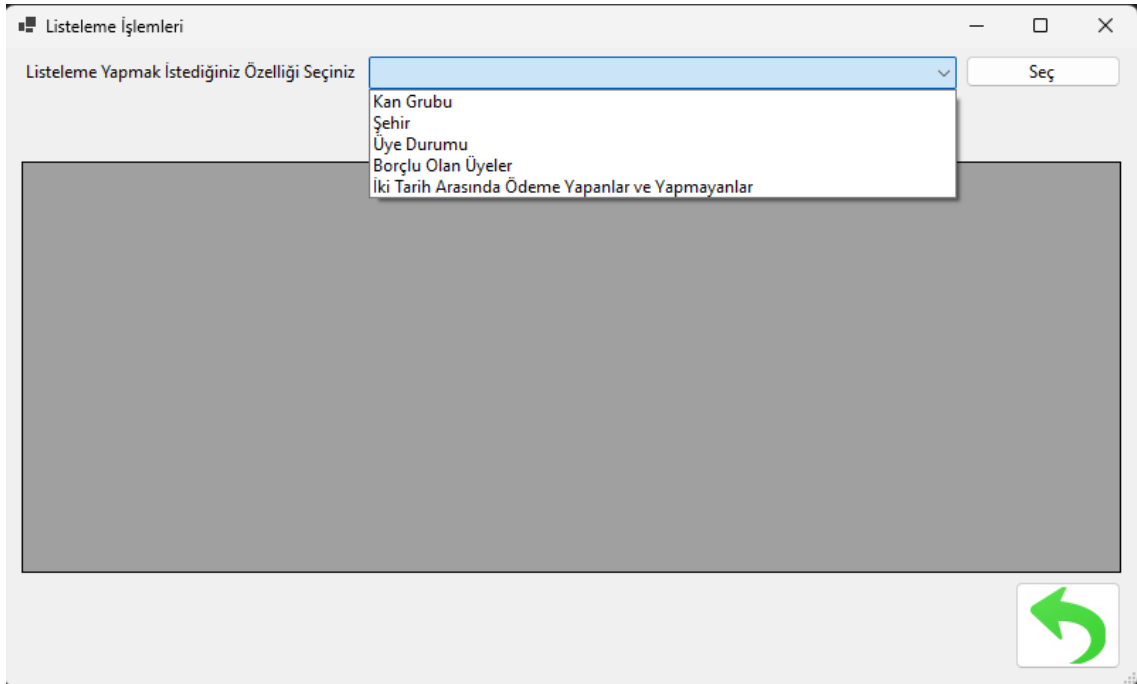 Listeleme İşlemleri
Listeleme Yapmak İstediğiniz Özelliği Seçiniz
Seç
Kan Grubu
Şehir
Üye Durumu
Borçlu Olan Üyeler
İki Tarih Arasında Ödeme Yapanlar ve Yapmayanlar